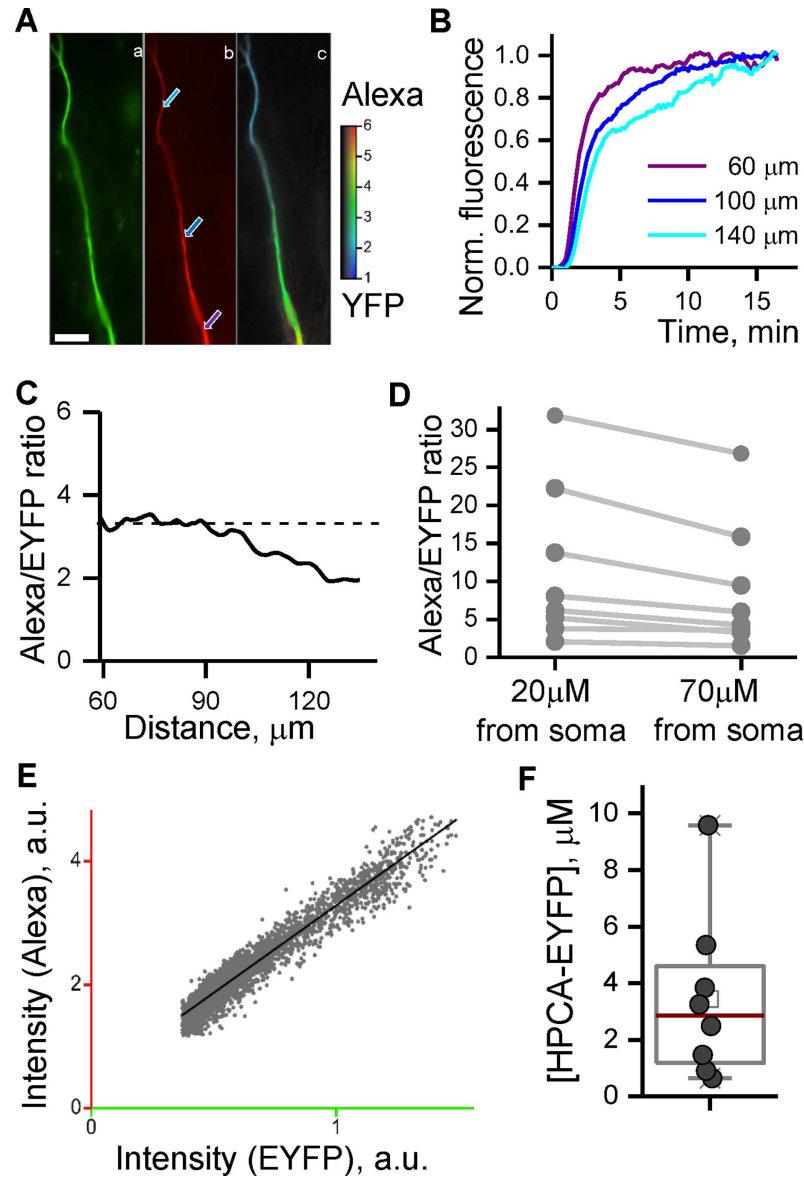 A
a
b
c
Alexa
6
5
4
3
2
1
YFP
B
Norm. fluorescence
1.0
0.8
0.6
0.4
0.2
0.0
60 μm
100 μm
140 μm
0
5
10
15
Time, min
C
Alexa/EYFP ratio
6
4
2
0
60
90
120
Distance, μm
D
Alexa/EYFP ratio
30
25
20
15
10
5
0
20μM
from soma
70μM
from soma
E
Intensity (Alexa), a.u.
4
2
0
0
1
Intensity (EYFP), a.u.
F
[HPCA-EYFP], μM
10
8
6
4
2
0